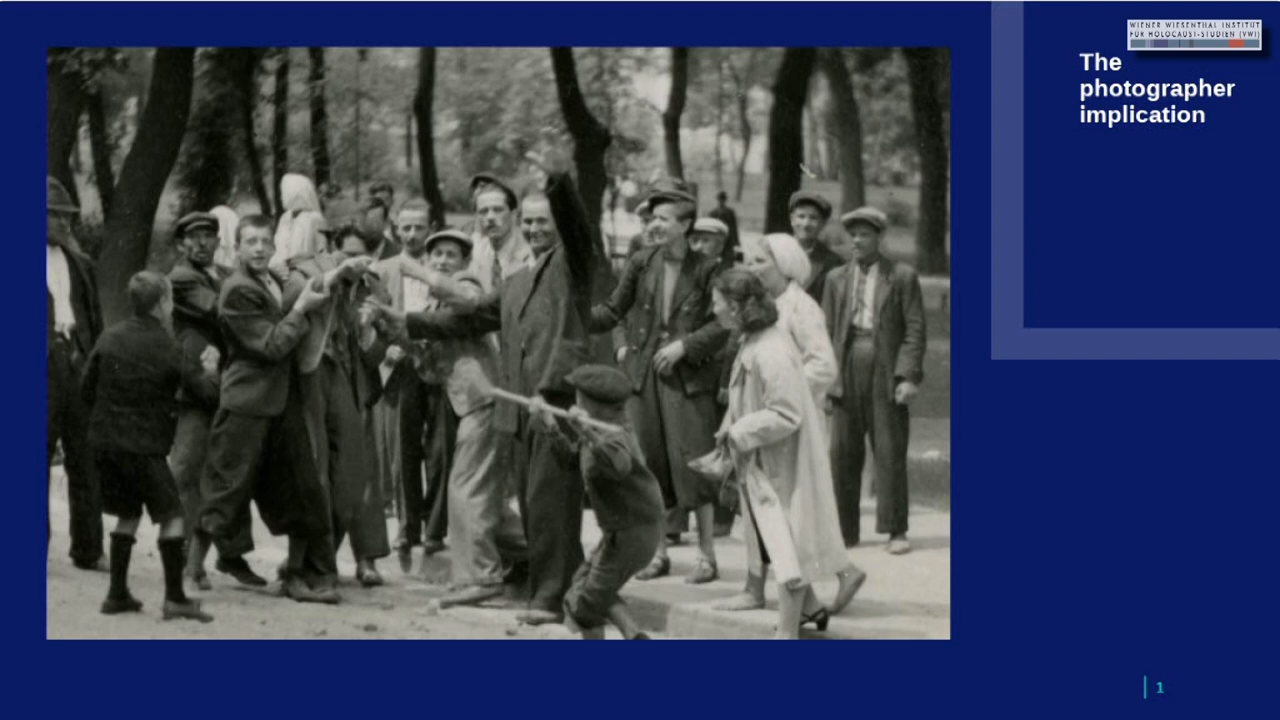 WIENER WIESENTHAL INSTITUT
FÜR HOLOCAUST-STUDIEN (VWI)
The
photographer
implication
1